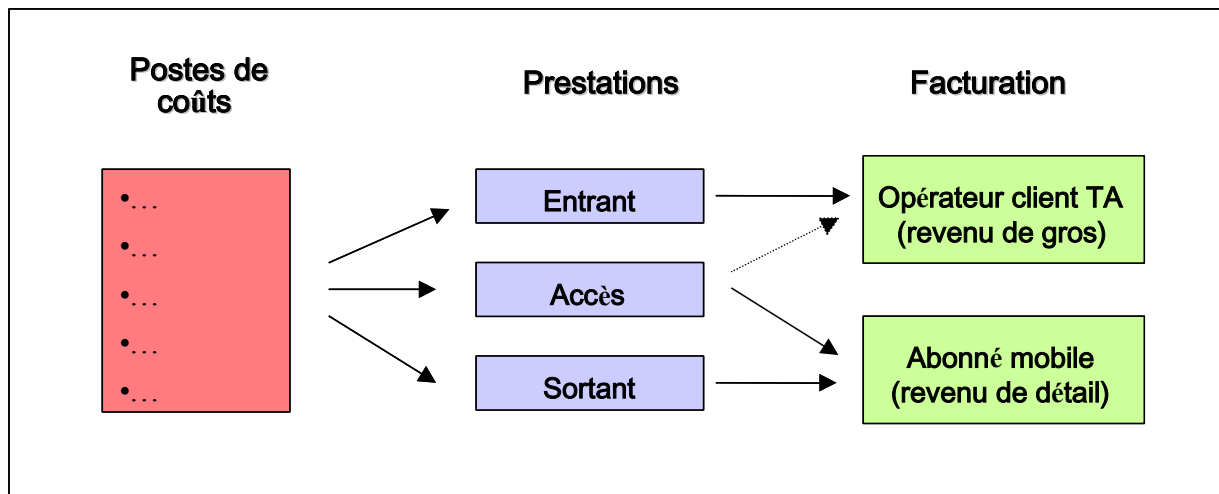 Postes de
coûts
Prestations
Facturation
•...
•...
•...
•...
•...
Entrant
Accès
Sortant
Opérateur client TA
(revenu de gros)
Abonné mobile
(revenu de détail)